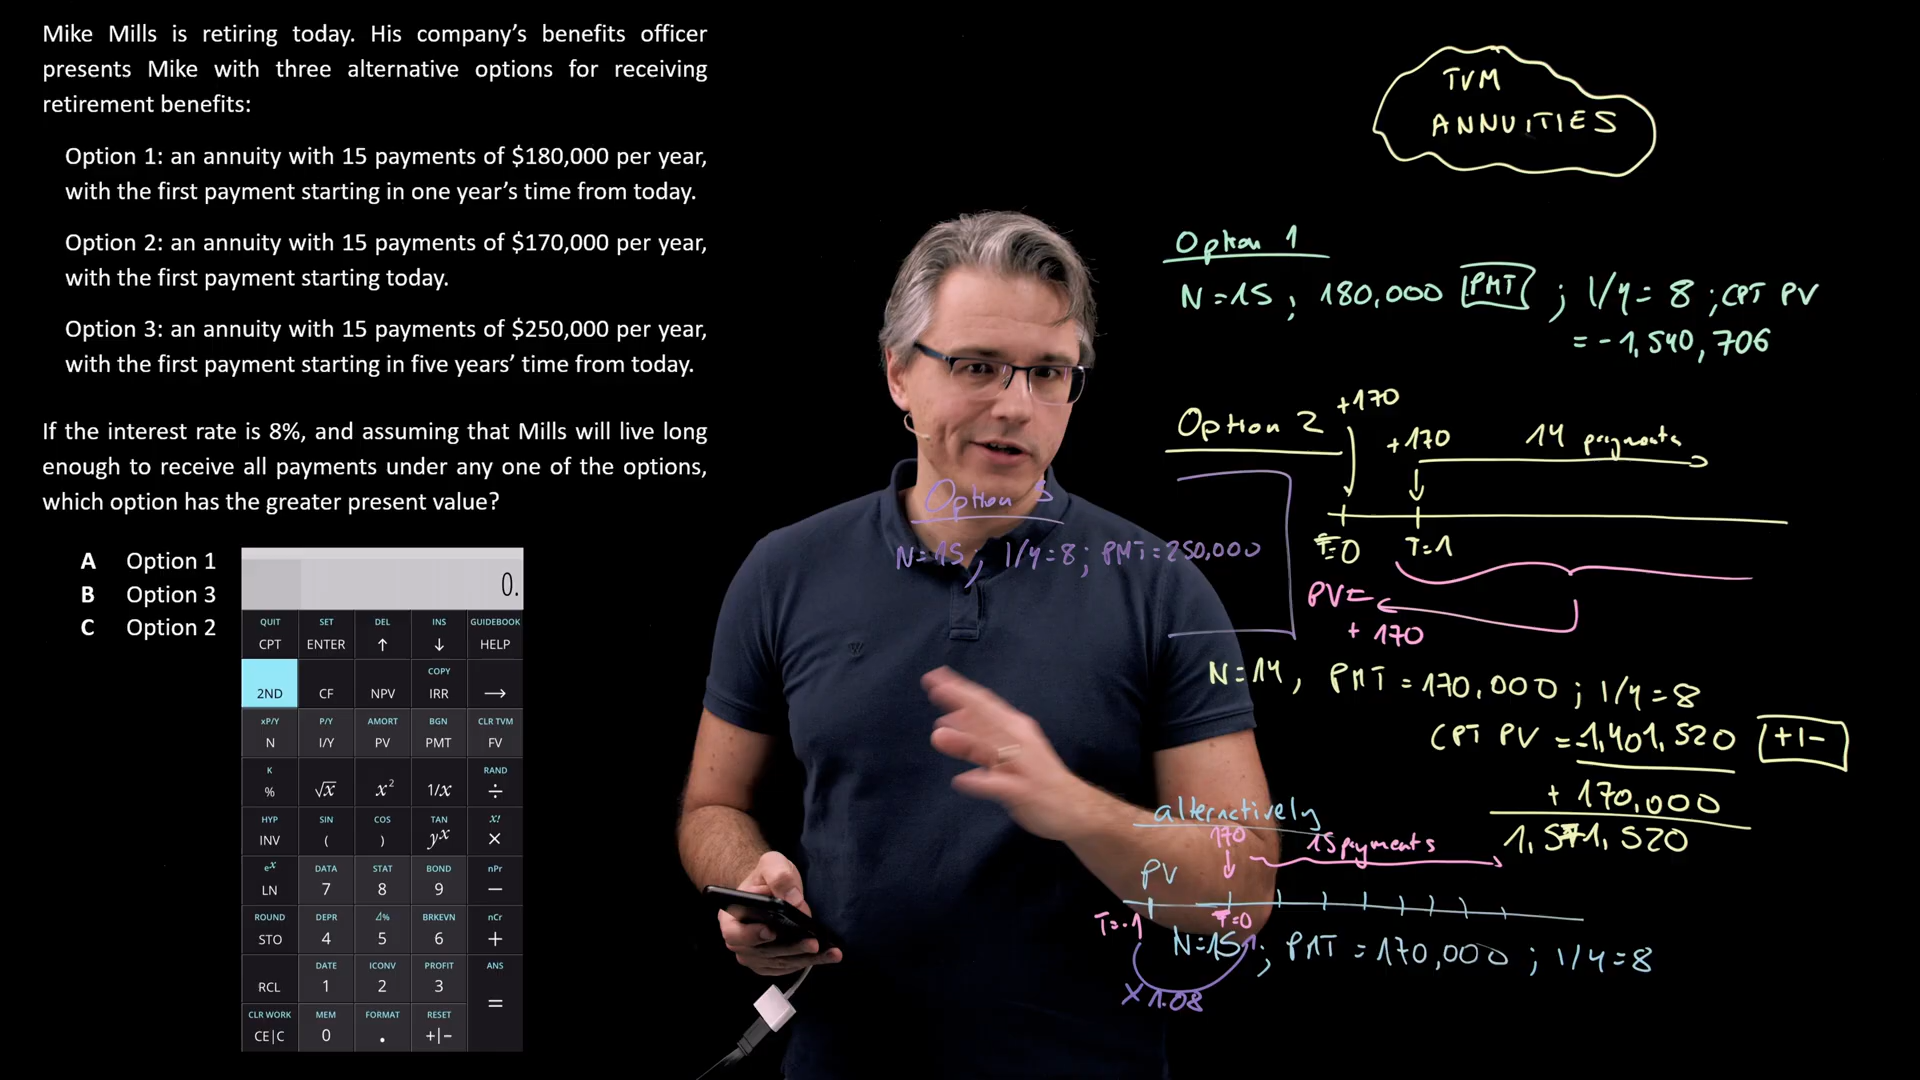 Mike Mills is retiring today. His company’s benefits officer
presents Mike with three alternative options for receiving
retirement benefits:
Option 1: an annuity with 15 payments of $180,000 per year,
with the first payment starting in one year’s time from today.
Option 2: an annuity with 15 payments of $170,000 per year,
with the first payment starting today.
Option 3: an annuity with 15 payments of $250,000 per year,
with the first payment starting in five years’ time from today.
If the interest rate is 8%, and assuming that Mills will live long
enough to receive all payments under any one of the options,
which option has the greater present value?
A Option 1
B Option 3
C Option 2
0.
QUIT SET DEL INS GUIDEBOOK
CPT ENTER ↑ ↓ HELP
COPY
2ND CF NPV IRR →
xP/Y P/Y AMORT BGN CLR TVM
N I/Y PV PMT FV
K RAND
% √x x² 1/x ÷
HYP SIN COS TAN x!
INV ( ) yˣ ×
eˣ DATA STAT BOND nPr
LN 7 8 9 −
ROUND DEPR Δ% BRKEVN nCr
STO 4 5 6 +
DATE ICONV PROFIT ANS
RCL 1 2 3 =
CLR WORK MEM FORMAT RESET
CE|C 0 . +|−
TVM
ANNUITIES
Option 1
N=15; 180,000 PMT; I/Y=8; CPT PV
=-1,540,706
Option 2
+170
+170 14 payments
T=0 T=1
PV=
+170
N=14, PMT=170,000; I/Y=8
CPT PV=-1,401,520 +|-
+170,000
1,571,520
Option 3
N=15; I/Y=8; PMT=250,000
alternctively
170
15 payments
PV
T=-1 T=0
N=15; PMT=170,000; I/Y=8
×1.08